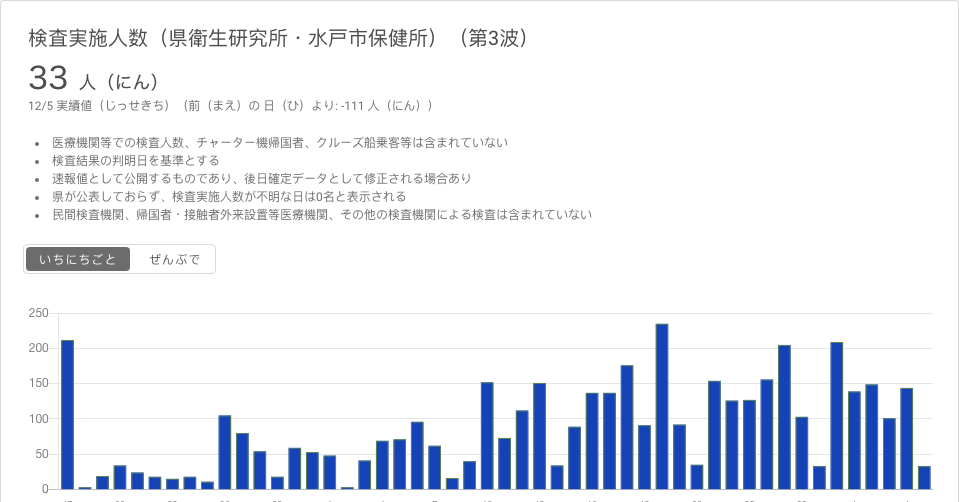 検査実施人数（県衛生研究所・水戸市保健所）（第3波）
33 人（にん）
12/5 実績値（じっせきち）（前（まえ）の 日（ひ）より: -111 人（にん））
• 医療機関等での検査人数、チャーター機帰国者、クルーズ船乗客等は含まれていない
• 検査結果の判明日を基準とする
• 速報値として公開するものであり、後日確定データとして修正される場合あり
• 県が公表しておらず、検査実施人数が不明な日は0名と表示される
• 民間検査機関、帰国者・接触者外来設置等医療機関、その他の検査機関による検査は含まれていない
いちにちごと ぜんぶで
250
200
150
100
50
0